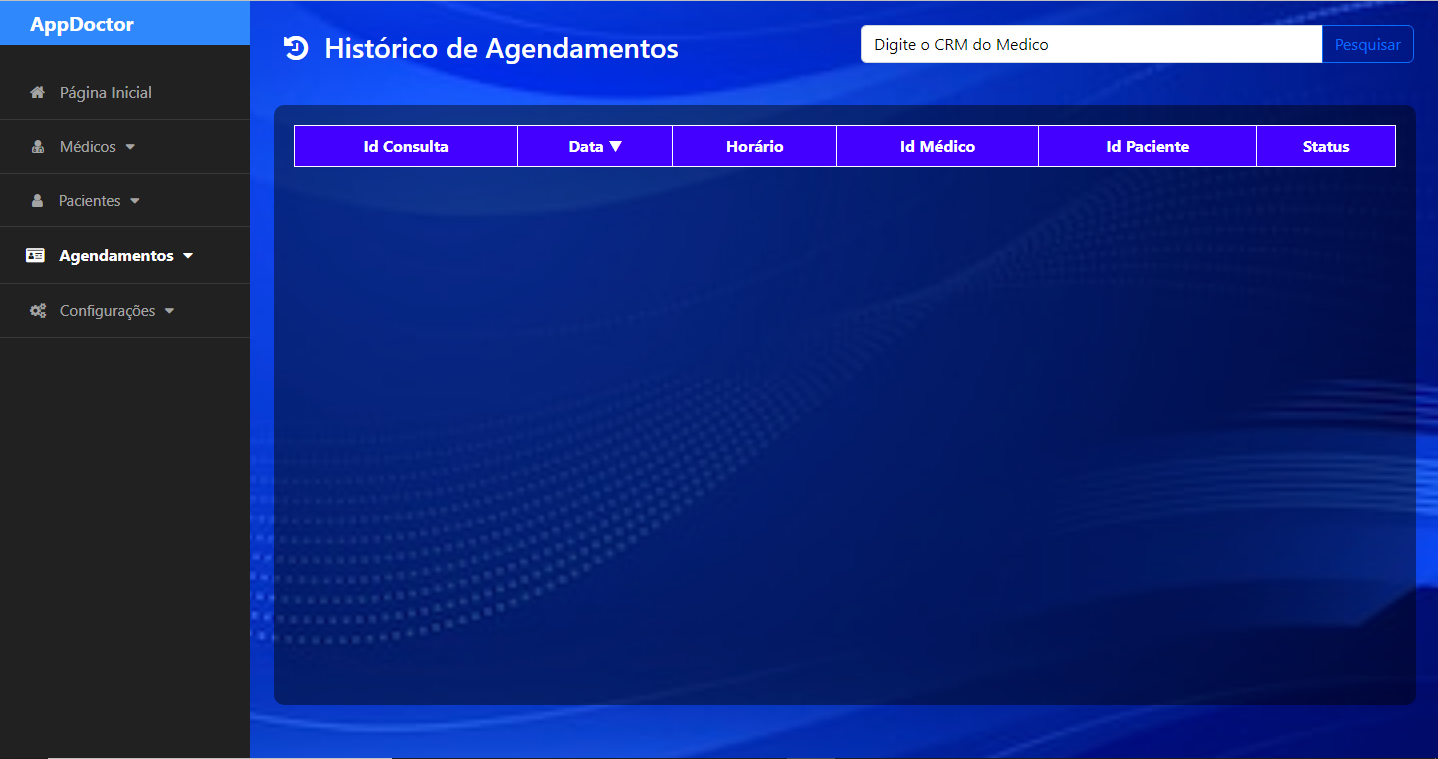 AppDoctor
Página Inicial
Médicos
Pacientes
Agendamentos
Configurações
Histórico de Agendamentos
Digite o CRM do Medico
Pesquisar
Id Consulta Data ▼ Horário Id Médico Id Paciente Status